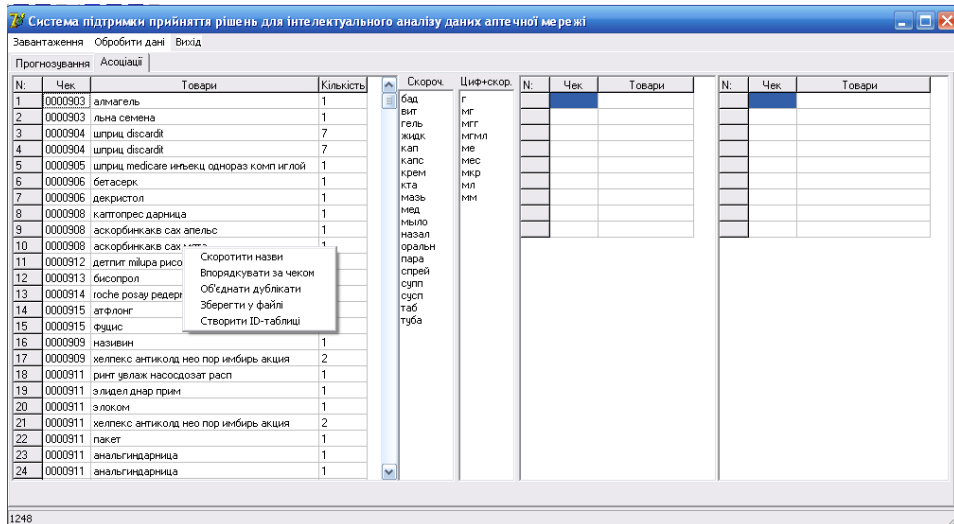 Система підтримки прийняття рішень для інтелектуального аналізу даних аптечної мережі
Завантаження Обробити дані Вихід
Прогнозування Асоціації
N: Чек Товари Кількість
1 0000903 алмагель 1
2 0000903 льна семена 1
3 0000904 шприц discardit 7
4 0000904 шприц discardit 7
5 0000905 шприц medicare инъекц одноразз комп иглой 1
6 0000906 бетасерк 1
7 0000906 декристол 1
8 0000908 каптопрес дарница 1
9 0000908 аскорбинкакв сах апельс 1
10 0000908 аскорбинкакв сах 1
11 0000912 детпит milupa рисо
12 0000913 бисопрол
13 0000914 roche posay редерм
14 0000915 атфлонг
15 0000915 фуцис
16 0000909 називин 1
17 0000909 хелпекс антиколд нео пор имбирь акция 2
18 0000911 ринт увлаж насосдозат расп 1
19 0000911 элидел днар прим 1
20 0000911 элоком 1
21 0000911 хелпекс антиколд нео пор имбирь акция 2
22 0000911 пакет 1
23 0000911 анальгиндарница 1
24 0000911 анальгиндарница 1
Скоротити назви
Впорядкувати за чеком
Об'єднати дублікати
Зберегти у файлі
Створити ID-таблиці
Скороч.
бад
вит
гель
жидк
кап
капс
крем
кта
мазь
мед
мыло
назал
оральн
пара
спрей
супп
сусп
таб
туба
Циф+скор.
г
мг
мгг
мгмл
ме
мес
мкр
мл
мм
N: Чек Товари
N: Чек Товари
1248